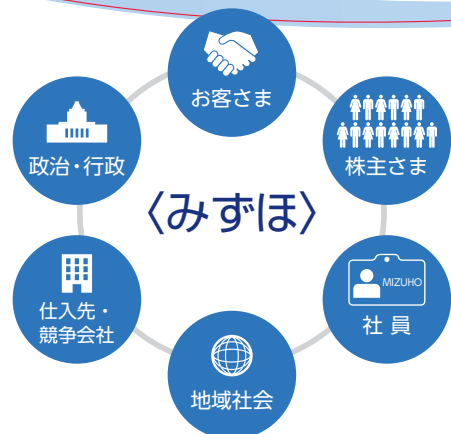 お客さま
政治・行政
株主さま
〈みずほ〉
MIZUHO
仕入先・
競争会社
社員
地域社会